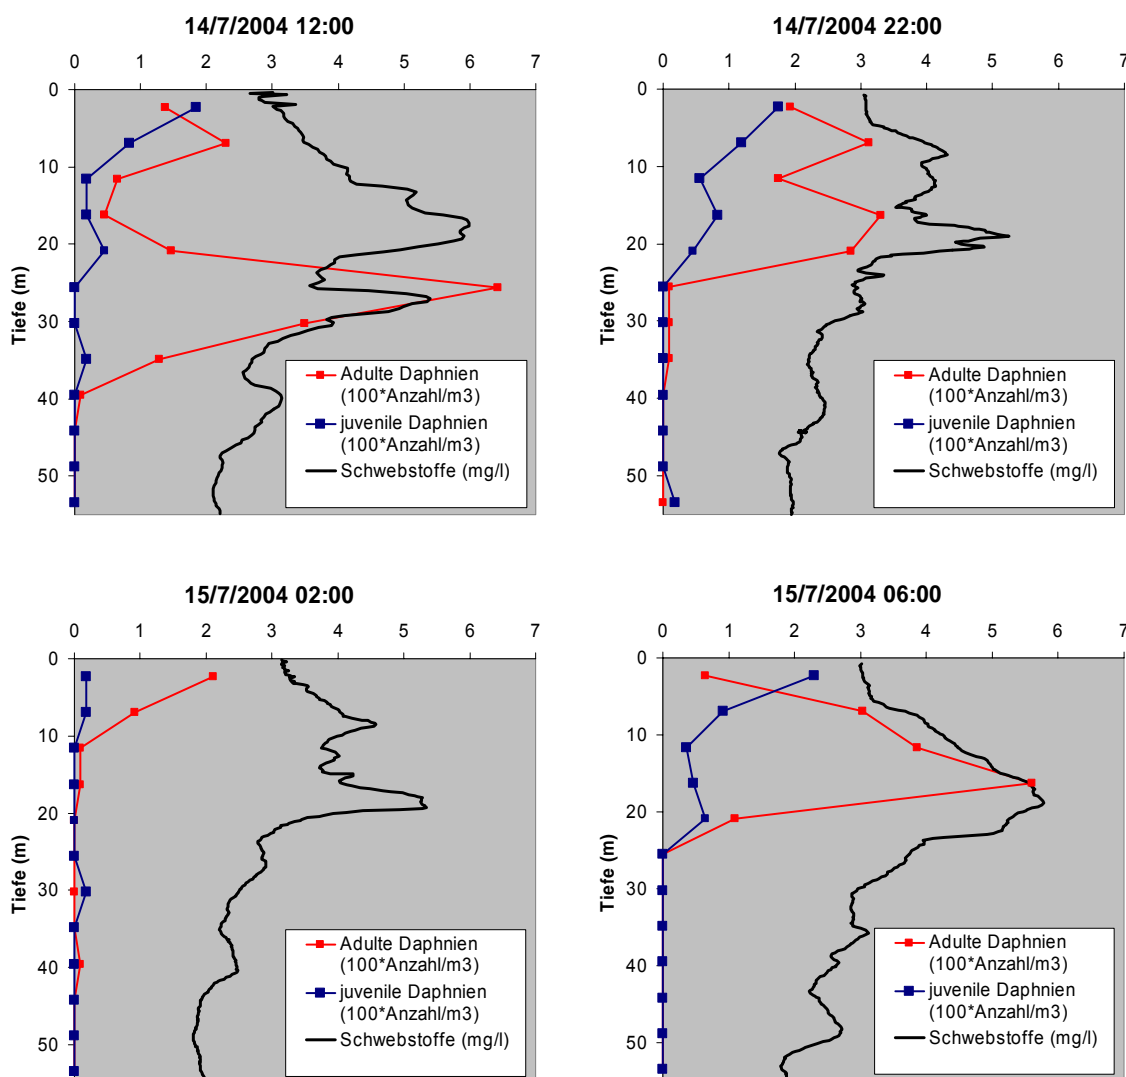 14/7/2004 12:00
0 1 2 3 4 5 6 7
0
10
20
30
40
50
Tiefe (m)
Adulte Daphnien
(100*Anzahl/m3)
juvenile Daphnien
(100*Anzahl/m3)
Schwebstoffe (mg/l)
14/7/2004 22:00
0 1 2 3 4 5 6 7
0
10
20
30
40
50
Tiefe (m)
Adulte Daphnien
(100*Anzahl/m3)
juvenile Daphnien
(100*Anzahl/m3)
Schwebstoffe (mg/l)
15/7/2004 02:00
0 1 2 3 4 5 6 7
0
10
20
30
40
50
Tiefe (m)
Adulte Daphnien
(100*Anzahl/m3)
juvenile Daphnien
(100*Anzahl/m3)
Schwebstoffe (mg/l)
15/7/2004 06:00
0 1 2 3 4 5 6 7
0
10
20
30
40
50
Tiefe (m)
Adulte Daphnien
(100*Anzahl/m3)
juvenile Daphnien
(100*Anzahl/m3)
Schwebstoffe (mg/l)